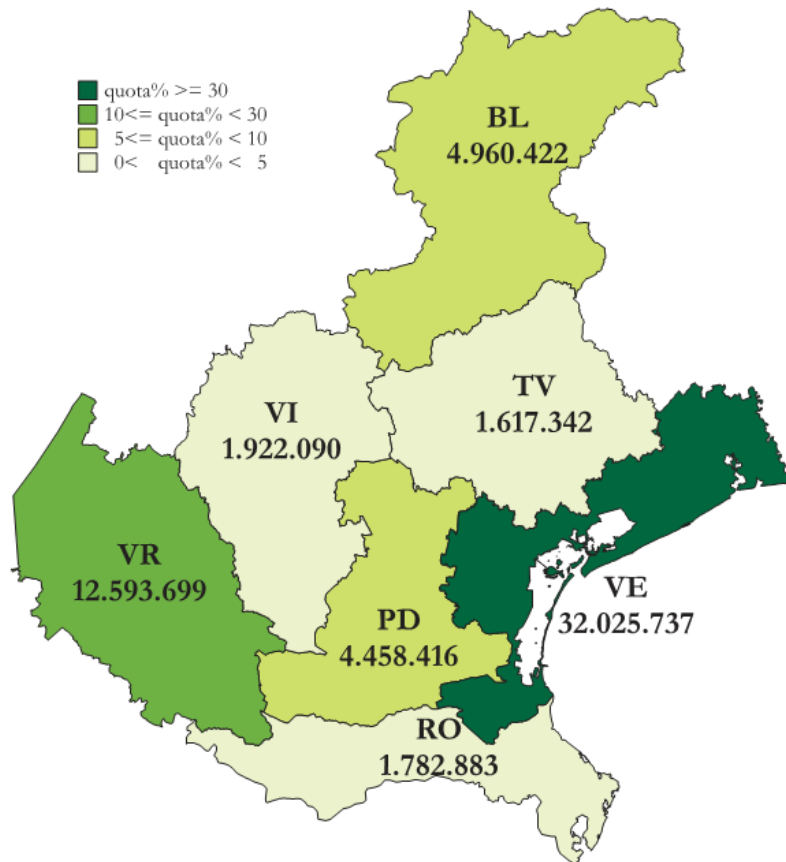 quota% >= 30
10<= quota% < 30
5<= quota% < 10
0< quota% < 5
BL
4.960.422
TV
1.617.342
VI
1.922.090
VR
12.593.699
VE
32.025.737
PD
4.458.416
RO
1.782.883